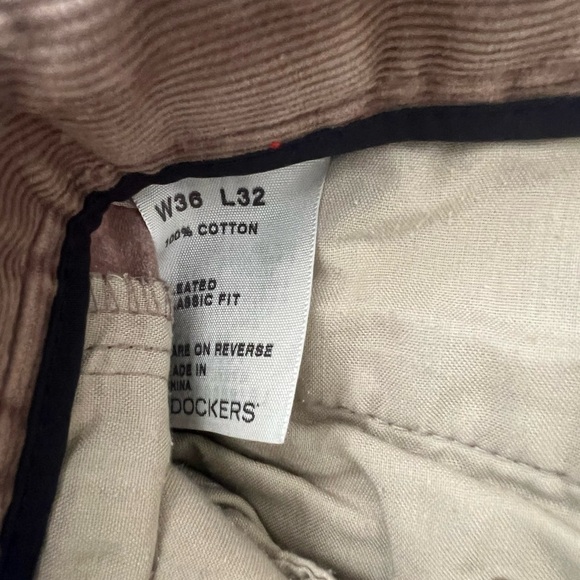 W36 L32
100% COTTON
LEATED
ASSIC FIT
ARE ON REVERSE
ADE IN
HINA
DOCKERS